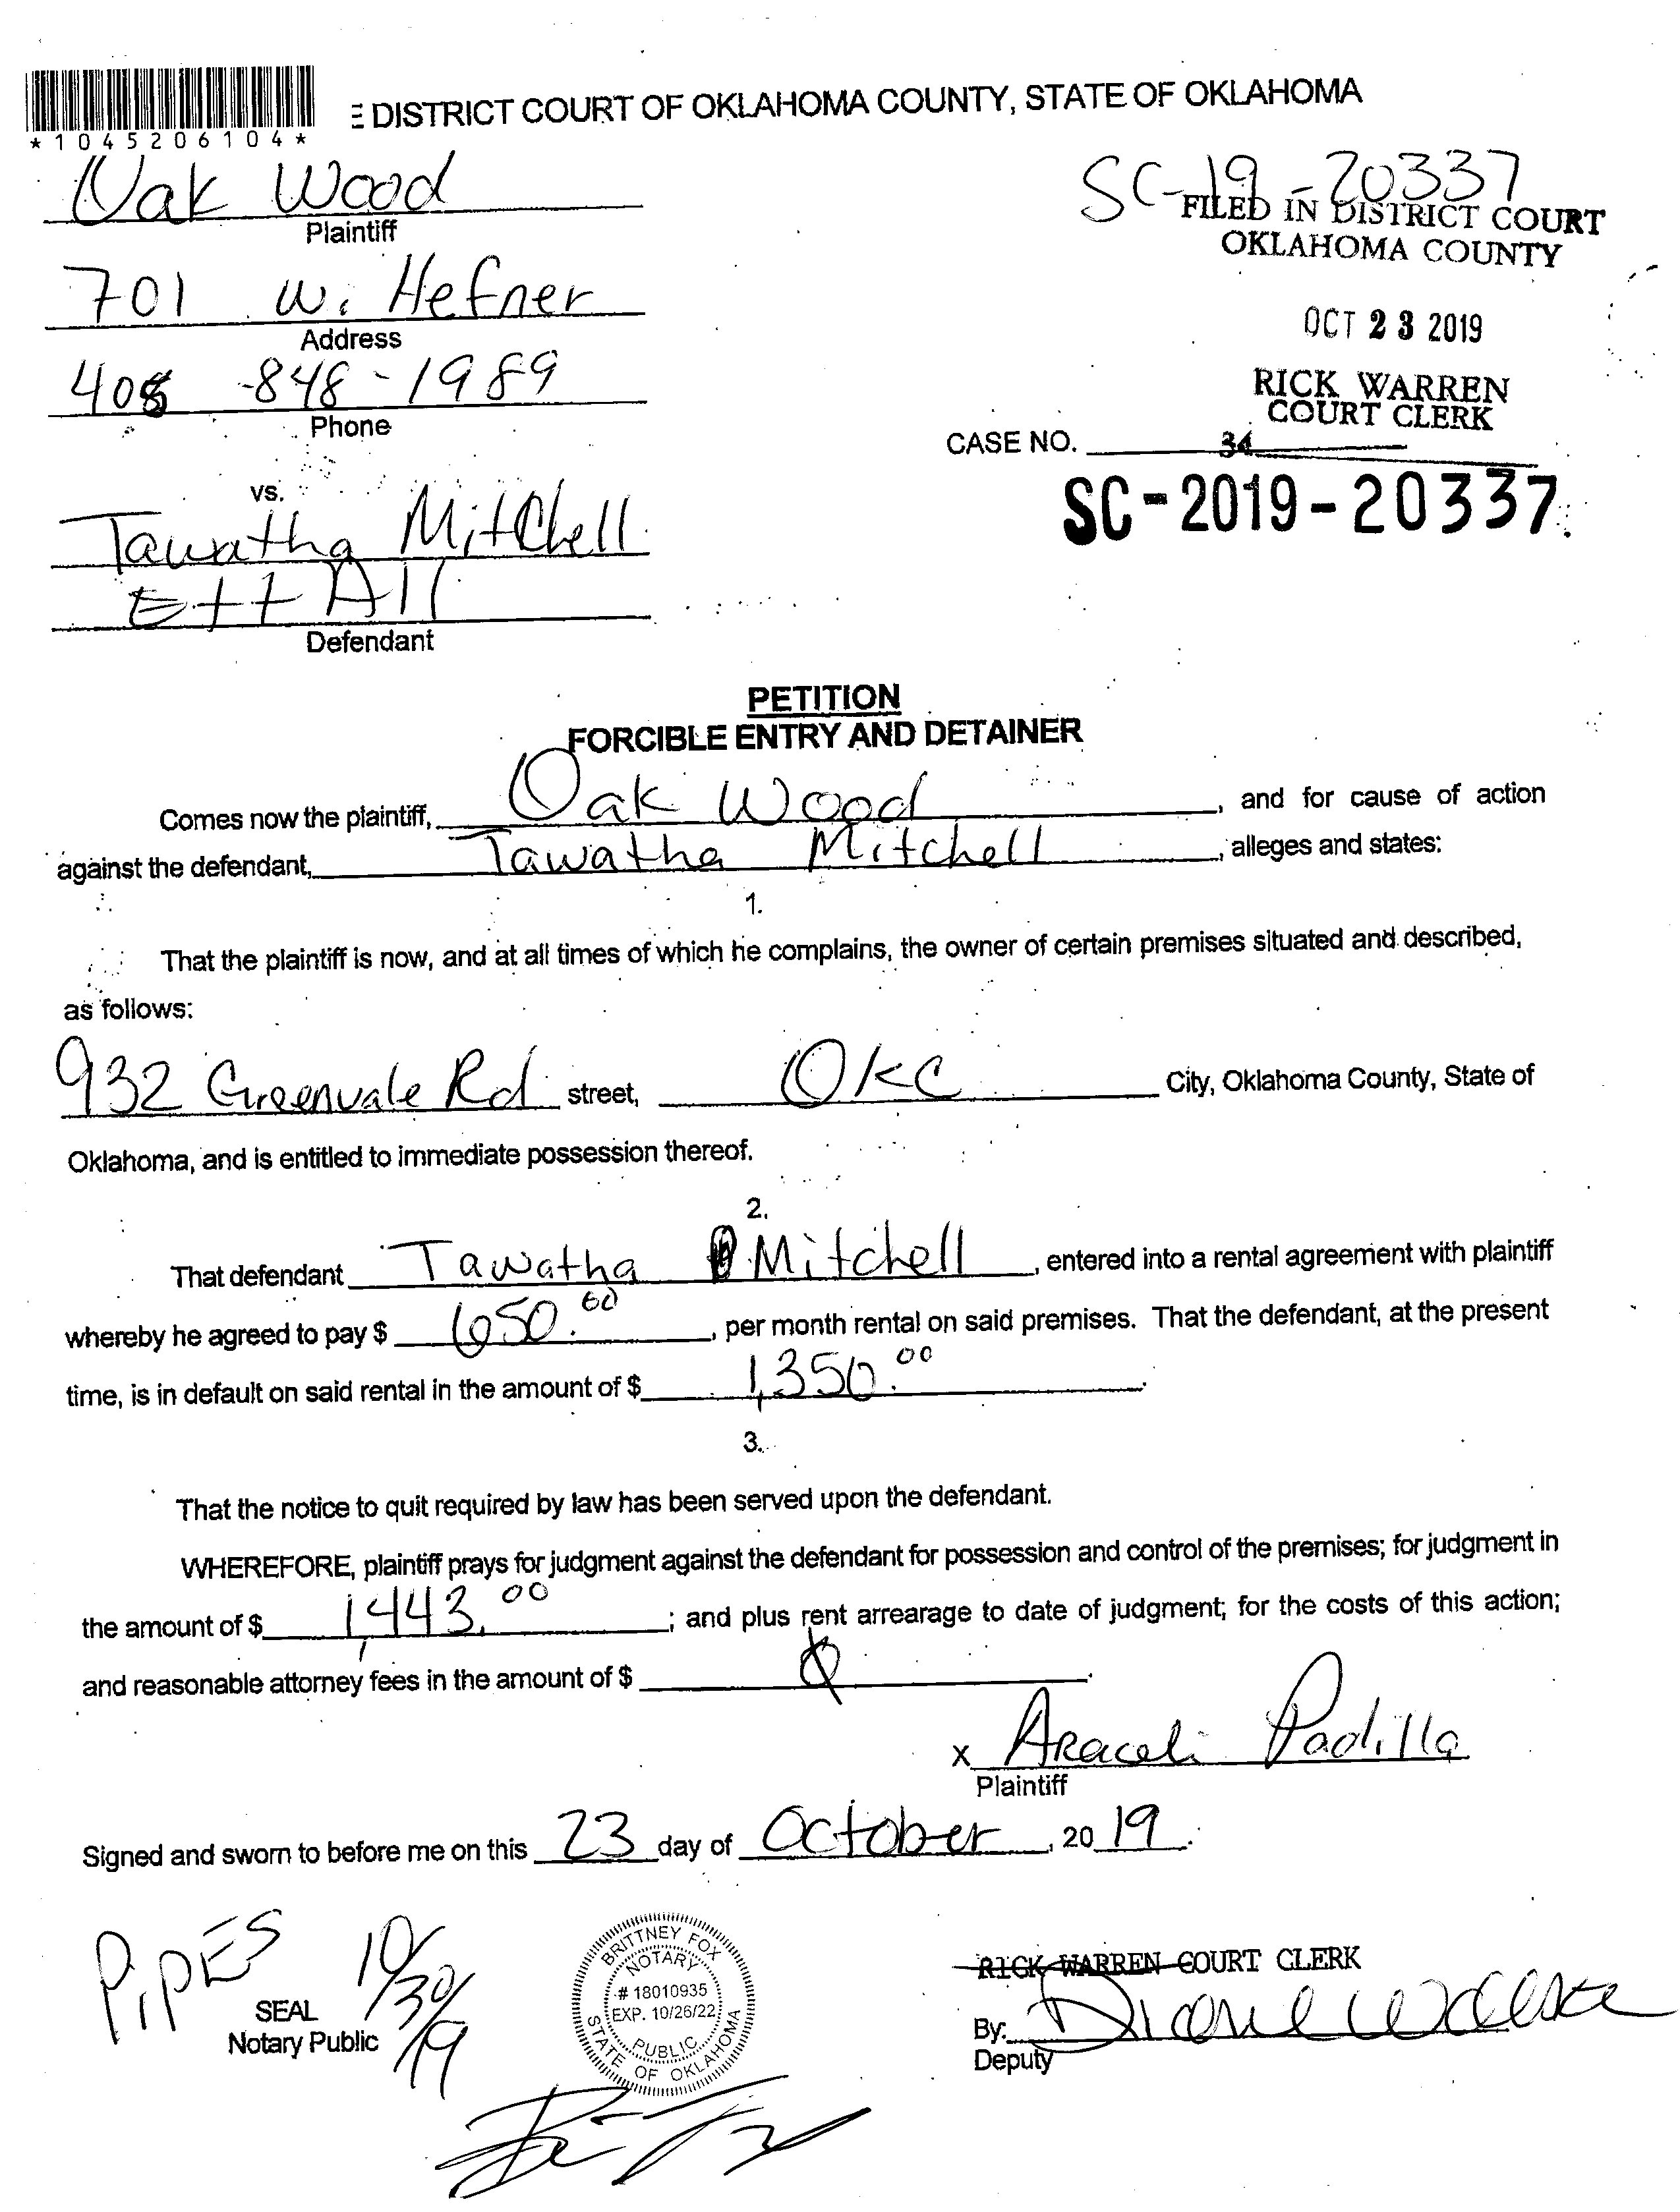 E DISTRICT COURT OF OKLAHOMA COUNTY, STATE OF OKLAHOMA
*1045206104*
Oak Wood
Plaintiff
SC-19-20337
FILED IN DISTRICT COURT
OKLAHOMA COUNTY
701 W. Hefner
Address
OCT 23 2019
408-848-1989
Phone
RICK WARREN
COURT CLERK
CASE NO. 34
SC-2019-20337
vs.
Tawatha Mitchell
Ett All
Defendant
PETITION
FORCIBLE ENTRY AND DETAINER
Comes now the plaintiff, Oak Wood, and for cause of action
against the defendant, Tawatha Mitchell, alleges and states:
1.
That the plaintiff is now, and at all times of which he complains, the owner of certain premises situated and described,
as follows:
932 Greenvale Rd street, OKC City, Oklahoma County, State of
Oklahoma, and is entitled to immediate possession thereof.
2.
That defendant Tawatha Mitchell, entered into a rental agreement with plaintiff
whereby he agreed to pay $ 650.00, per month rental on said premises. That the defendant, at the present
time, is in default on said rental in the amount of $ 1,350.00.
3.
That the notice to quit required by law has been served upon the defendant.
WHEREFORE, plaintiff prays for judgment against the defendant for possession and control of the premises; for judgment in
the amount of $ 1,443.00; and plus rent arrearage to date of judgment; for the costs of this action;
and reasonable attorney fees in the amount of $ 0.
x Araceli Padilla
Plaintiff
Signed and sworn to before me on this 23 day of October, 2019.
PIPES 10/30/19
SEAL
Notary Public
BRITTNEY FOX
NOTARY
# 18010935
EXP. 10/26/22
PUBLIC
STATE OF OKLAHOMA
RICK WARREN COURT CLERK
By: Diane
Deputy